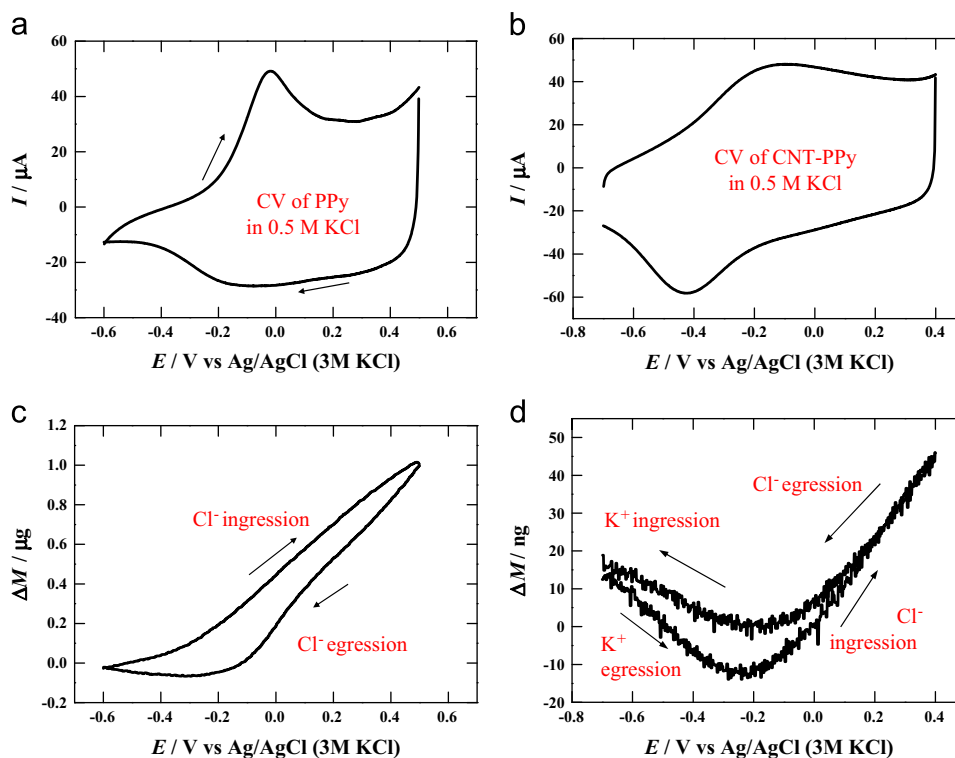 a
60
40
20
0
-20
-40
-0.6 -0.4 -0.2 0.0 0.2 0.4 0.6
I / μA
E / V vs Ag/AgCl (3M KCl)
CV of PPy
in 0.5 M KCl
b
60
40
20
0
-20
-40
-60
-0.8 -0.6 -0.4 -0.2 0.0 0.2 0.4
I / μA
E / V vs Ag/AgCl (3M KCl)
CV of CNT-PPy
in 0.5 M KCl
c
1.2
1.0
0.8
0.6
0.4
0.2
0.0
-0.2
-0.6 -0.4 -0.2 0.0 0.2 0.4 0.6
ΔM / μg
E / V vs Ag/AgCl (3M KCl)
Cl⁻ ingression
Cl⁻ egression
d
50
40
30
20
10
0
-10
-20
-0.8 -0.6 -0.4 -0.2 0.0 0.2 0.4
ΔM / ng
E / V vs Ag/AgCl (3M KCl)
Cl⁻ egression
K⁺ ingression
Cl⁻
ingression
K⁺
egression